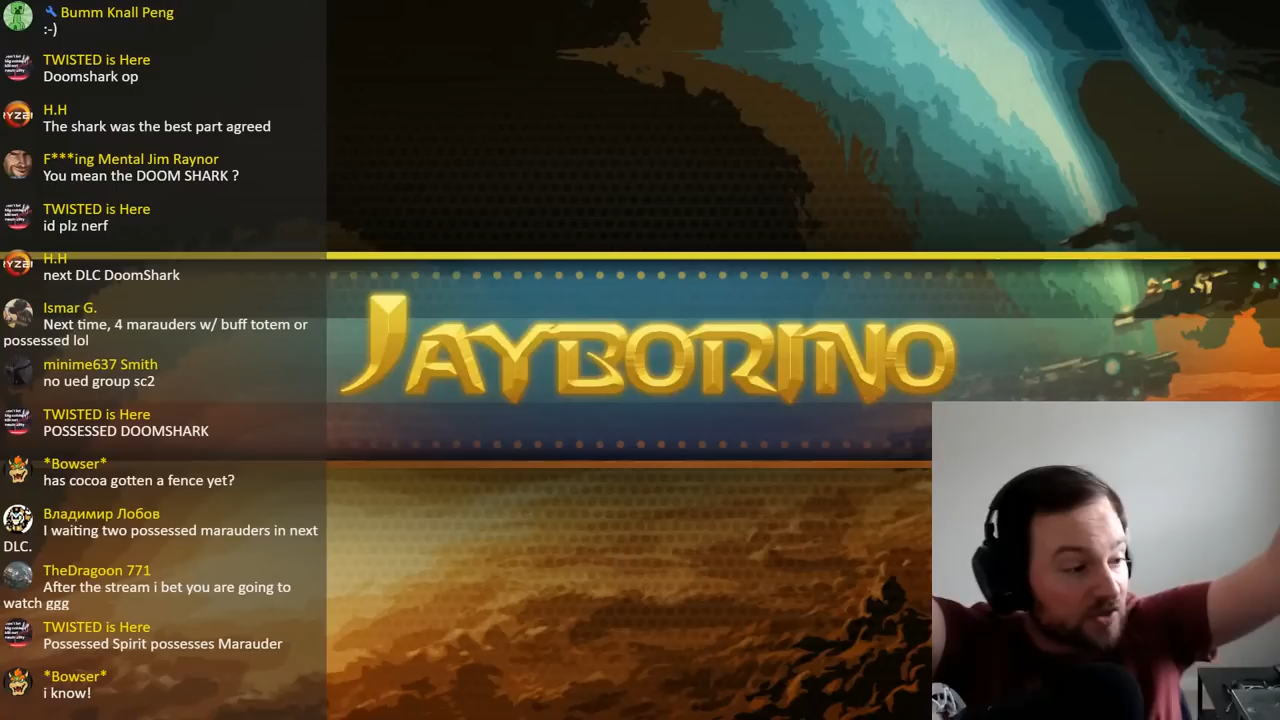 Bumm Knall Peng
:-)
TWISTED is Here
Doomshark op
H.H
The shark was the best part agreed
F***ing Mental Jim Raynor
You mean the DOOM SHARK ?
TWISTED is Here
id plz nerf
H.H
next DLC DoomShark
Ismar G.
Next time, 4 marauders w/ buff totem or
possessed lol
minime637 Smith
no ued group sc2
TWISTED is Here
POSSESSED DOOMSHARK
*Bowser*
has cocoa gotten a fence yet?
Владимир Лобов
I waiting two possessed marauders in next
DLC.
TheDragoon 771
After the stream i bet you are going to
watch ggg
TWISTED is Here
Possessed Spirit possesses Marauder
*Bowser*
i know!
JAYBORINO